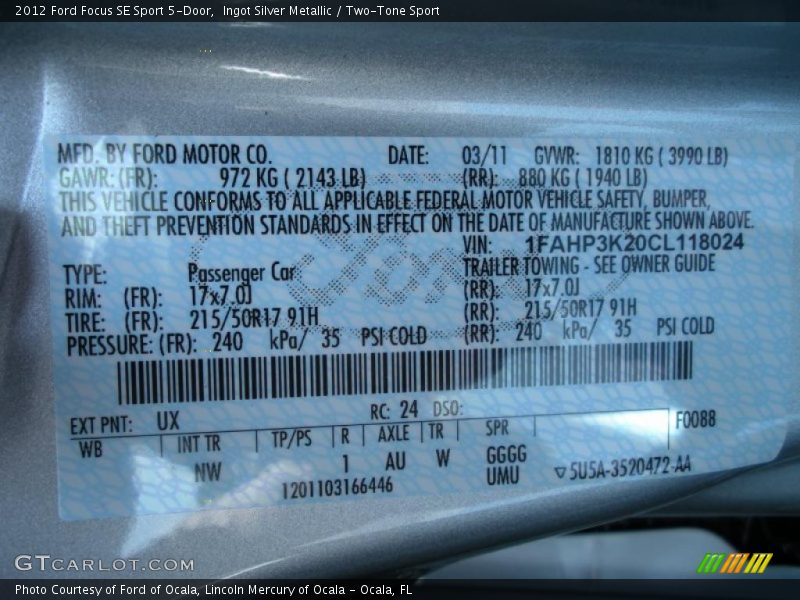 2012 Ford Focus SE Sport 5-Door, Ingot Silver Metallic / Two-Tone Sport
MFD. BY FORD MOTOR CO. DATE: 03/11 GVWR: 1810 KG ( 3990 LB)
GAWR: (FR): 972 KG ( 2143 LB) (RR): 880 KG ( 1940 LB)
THIS VEHICLE CONFORMS TO ALL APPLICABLE FEDERAL MOTOR VEHICLE SAFETY, BUMPER,
AND THEFT PREVENTION STANDARDS IN EFFECT ON THE DATE OF MANUFACTURE SHOWN ABOVE.
VIN: 1FAHP3K20CL118024
TYPE: Passenger Car TRAILER TOWING - SEE OWNER GUIDE
RIM: (FR): 17x7.0J (RR): 17x7.0J
TIRE: (FR): 215/50R17 91H (RR): 215/50R17 91H
PRESSURE: (FR): 240 kPa/ 35 PSI COLD (RR): 240 kPa/ 35 PSI COLD
EXT PNT: UX RC: 24 DSO:
WB INT TR TP/PS R AXLE TR SPR F0088
NW 1 AU W GGGG
1201103166446 UMU ▽5U5A-3520472-AA
GTCARLOT.COM
Photo Courtesy of Ford of Ocala, Lincoln Mercury of Ocala - Ocala, FL